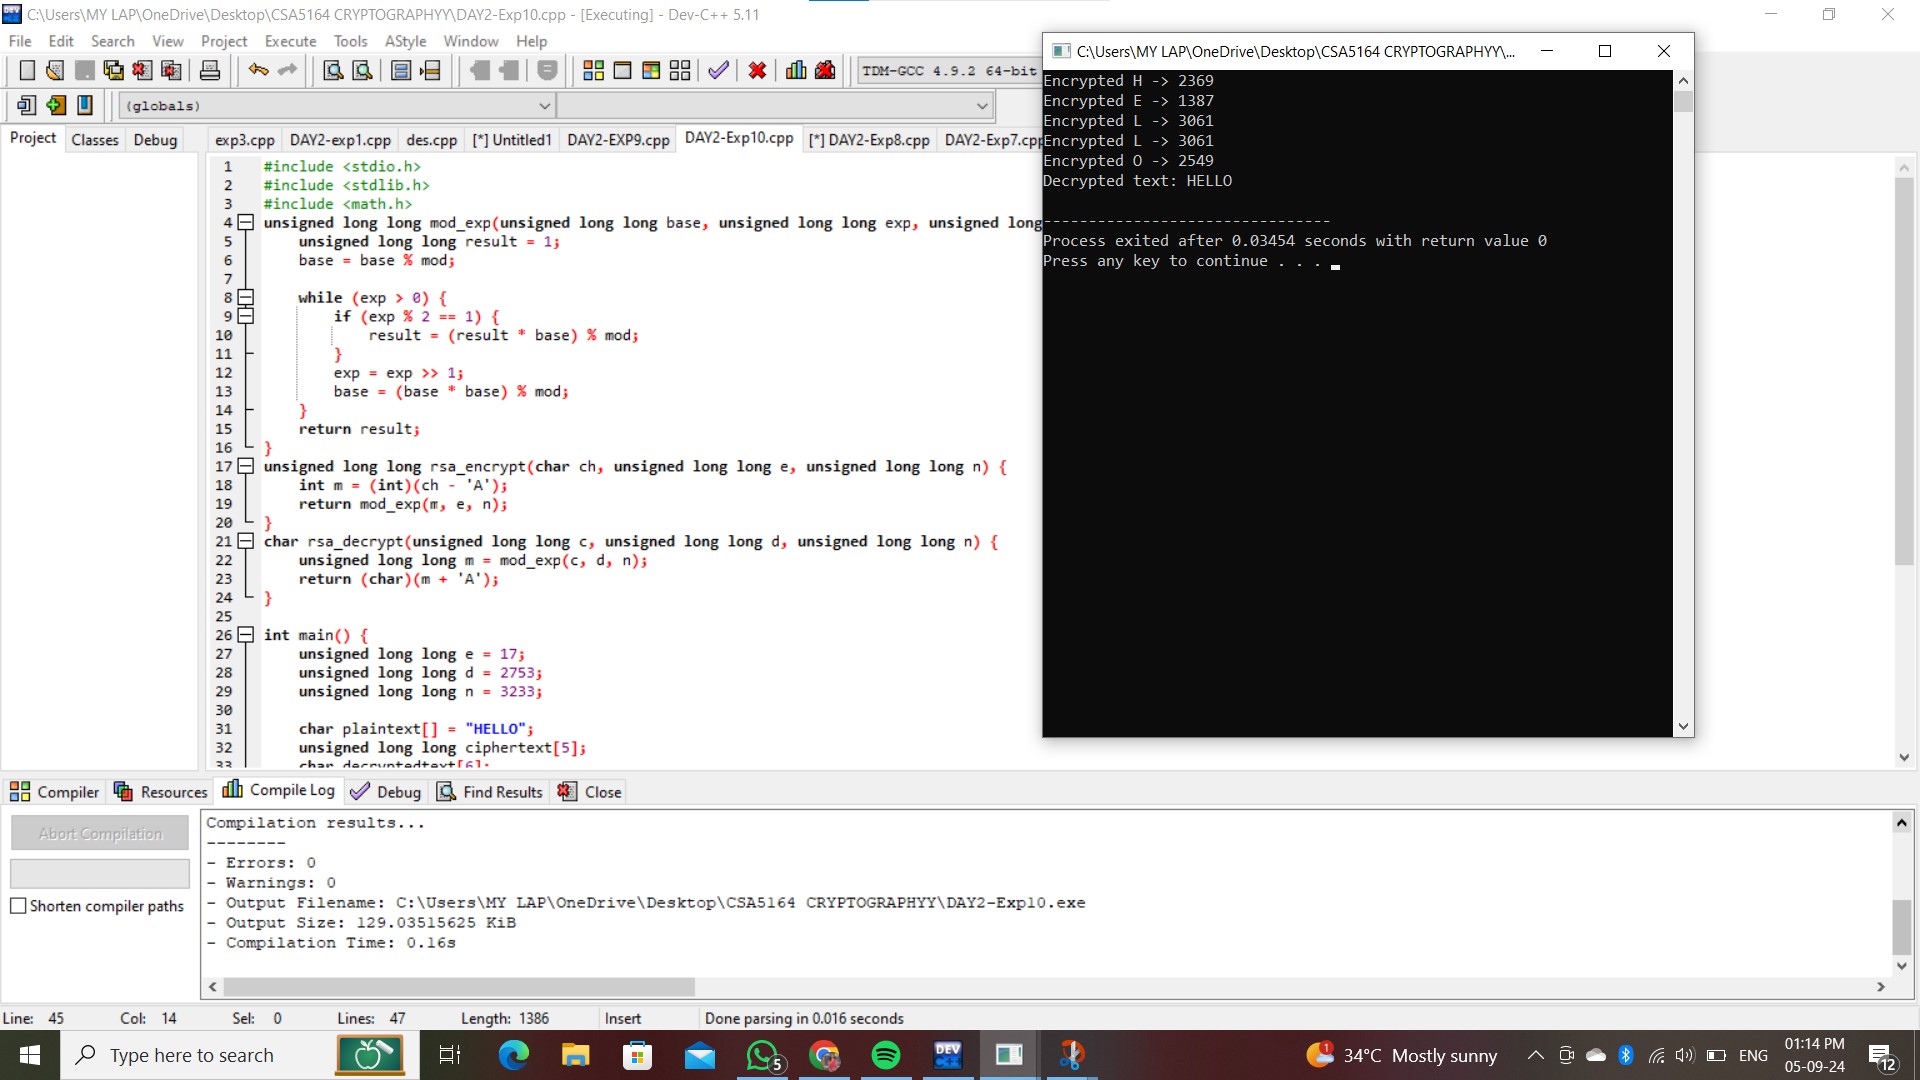 C:\Users\MY LAP\OneDrive\Desktop\CSA5164 CRYPTOGRAPHYY\DAY2-Exp10.cpp - [Executing] - Dev-C++ 5.11
File Edit Search View Project Execute Tools AStyle Window Help
TDM-GCC 4.9.2 64-bit
(globals)
Project Classes Debug
exp3.cpp DAY2-exp1.cpp des.cpp [*] Untitled1 DAY2-EXP9.cpp DAY2-Exp10.cpp [*] DAY2-Exp8.cpp DAY2-Exp7.cpp
1 #include <stdio.h>
2 #include <stdlib.h>
3 #include <math.h>
4 unsigned long long mod_exp(unsigned long long base, unsigned long long exp, unsigned long
5 unsigned long long result = 1;
6 base = base % mod;
7
8 while (exp > 0) {
9 if (exp % 2 == 1) {
10 result = (result * base) % mod;
11 }
12 exp = exp >> 1;
13 base = (base * base) % mod;
14 }
15 return result;
16 }
17 unsigned long long rsa_encrypt(char ch, unsigned long long e, unsigned long long n) {
18 int m = (int)(ch - 'A');
19 return mod_exp(m, e, n);
20 }
21 char rsa_decrypt(unsigned long long c, unsigned long long d, unsigned long long n) {
22 unsigned long long m = mod_exp(c, d, n);
23 return (char)(m + 'A');
24 }
25
26 int main() {
27 unsigned long long e = 17;
28 unsigned long long d = 2753;
29 unsigned long long n = 3233;
30
31 char plaintext[] = "HELLO";
32 unsigned long long ciphertext[5];
33 char decryptedtext[6];
C:\Users\MY LAP\OneDrive\Desktop\CSA5164 CRYPTOGRAPHYY\...
Encrypted H -> 2369
Encrypted E -> 1387
Encrypted L -> 3061
Encrypted L -> 3061
Encrypted O -> 2549
Decrypted text: HELLO
--------------------------------
Process exited after 0.03454 seconds with return value 0
Press any key to continue . . .
Compiler Resources Compile Log Debug Find Results Close
Abort Compilation
Shorten compiler paths
Compilation results...
--------
- Errors: 0
- Warnings: 0
- Output Filename: C:\Users\MY LAP\OneDrive\Desktop\CSA5164 CRYPTOGRAPHYY\DAY2-Exp10.exe
- Output Size: 129.03515625 KiB
- Compilation Time: 0.16s
Line: 45 Col: 14 Sel: 0 Lines: 47 Length: 1386 Insert Done parsing in 0.016 seconds
Type here to search
5
DEV C++
1
34°C Mostly sunny
ENG
01:14 PM
05-09-24
12